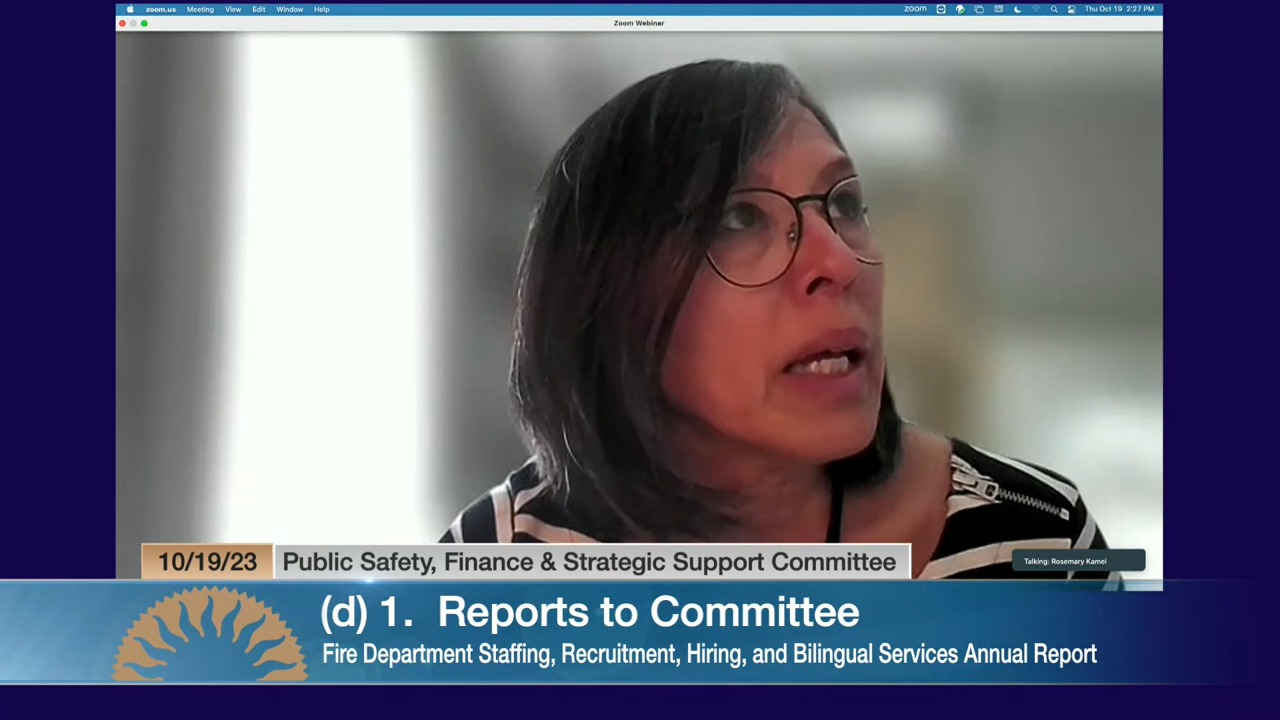 zoom.us Meeting View Edit Window Help zoom Thu Oct 19 2:27 PM
Zoom Webinar
10/19/23 Public Safety, Finance & Strategic Support Committee
Talking: Rosemary Kamei
(d) 1. Reports to Committee
Fire Department Staffing, Recruitment, Hiring, and Bilingual Services Annual Report